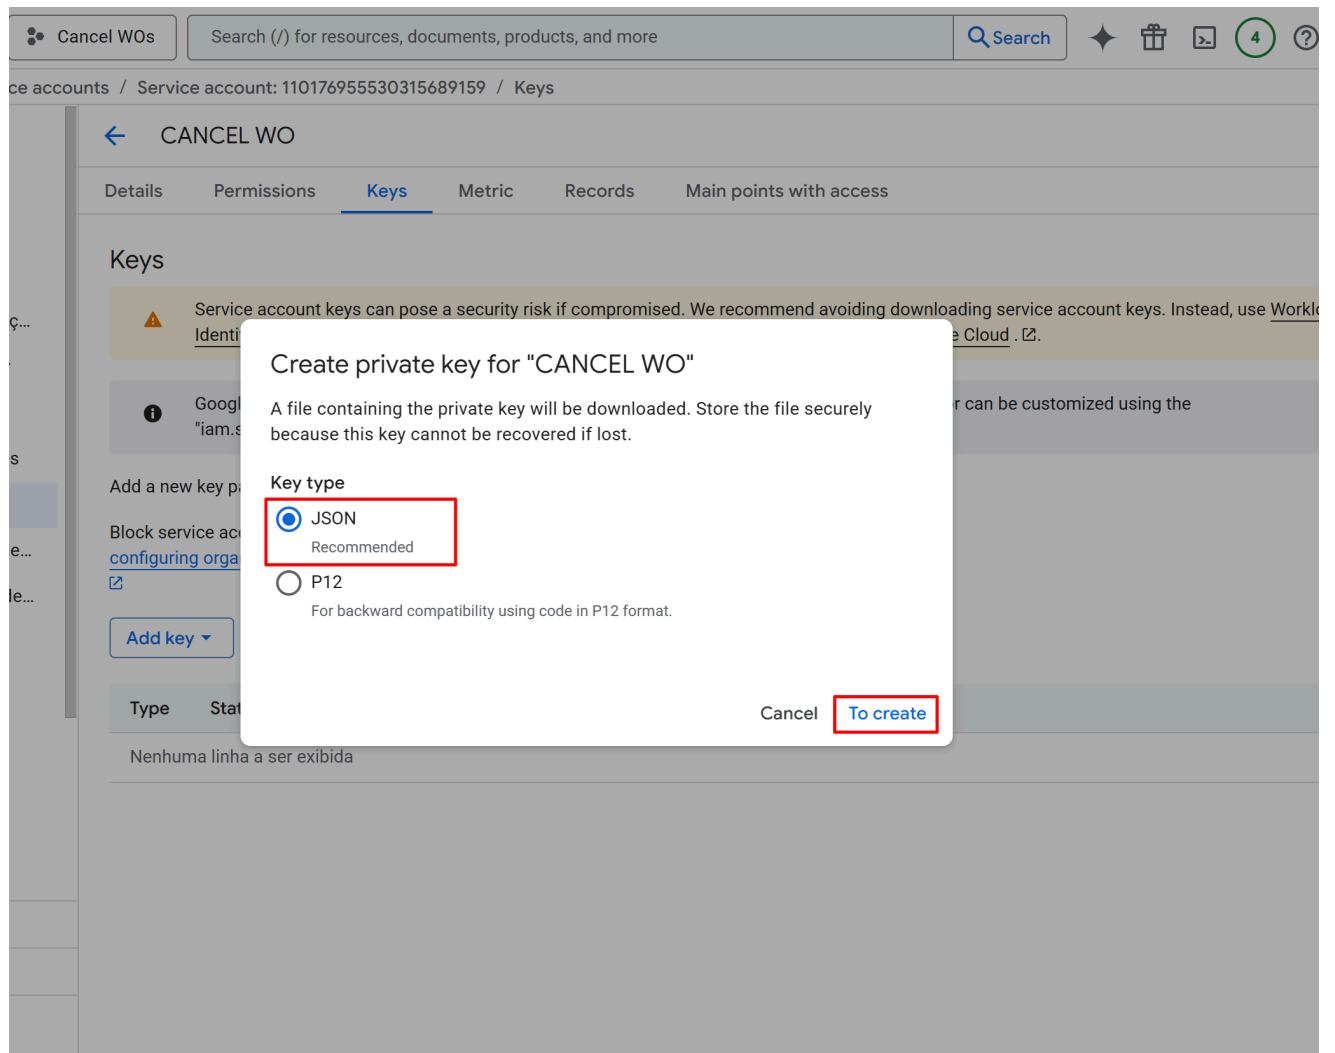 Cancel WOs
Search (/) for resources, documents, products, and more
Search
4
ce accounts / Service account: 110176955530315689159 / Keys
CANCEL WO
Details Permissions Keys Metric Records Main points with access
Keys
Service account keys can pose a security risk if compromised. We recommend avoiding downloading service account keys. Instead, use Worklo
Identi
e Cloud .
Googl
r can be customized using the
"iam.s
Add a new key pa
Block service acc
configuring orga
Add key
Type Stat
Nenhuma linha a ser exibida
ç...
s
e...
de...
Create private key for "CANCEL WO"
A file containing the private key will be downloaded. Store the file securely
because this key cannot be recovered if lost.
Key type
JSON
Recommended
P12
For backward compatibility using code in P12 format.
Cancel To create